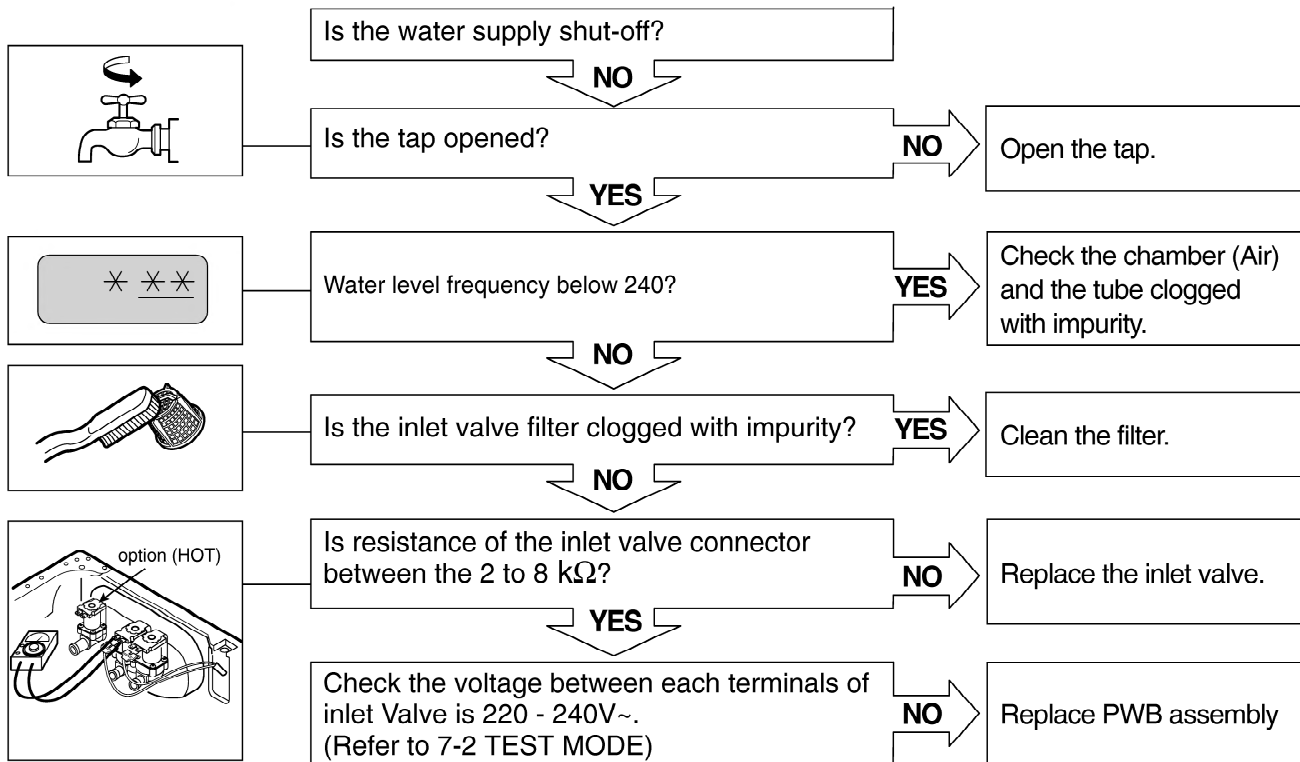 Is the water supply shut-off?
NO
Is the tap opened?
NO
Open the tap.
YES
Water level frequency below 240?
YES
Check the chamber (Air)
and the tube clogged
with impurity.
NO
Is the inlet valve filter clogged with impurity?
YES
Clean the filter.
NO
option (HOT)
Is resistance of the inlet valve connector
between the 2 to 8 kΩ?
NO
Replace the inlet valve.
YES
Check the voltage between each terminals of
inlet Valve is 220 - 240V~.
(Refer to 7-2 TEST MODE)
NO
Replace PWB assembly